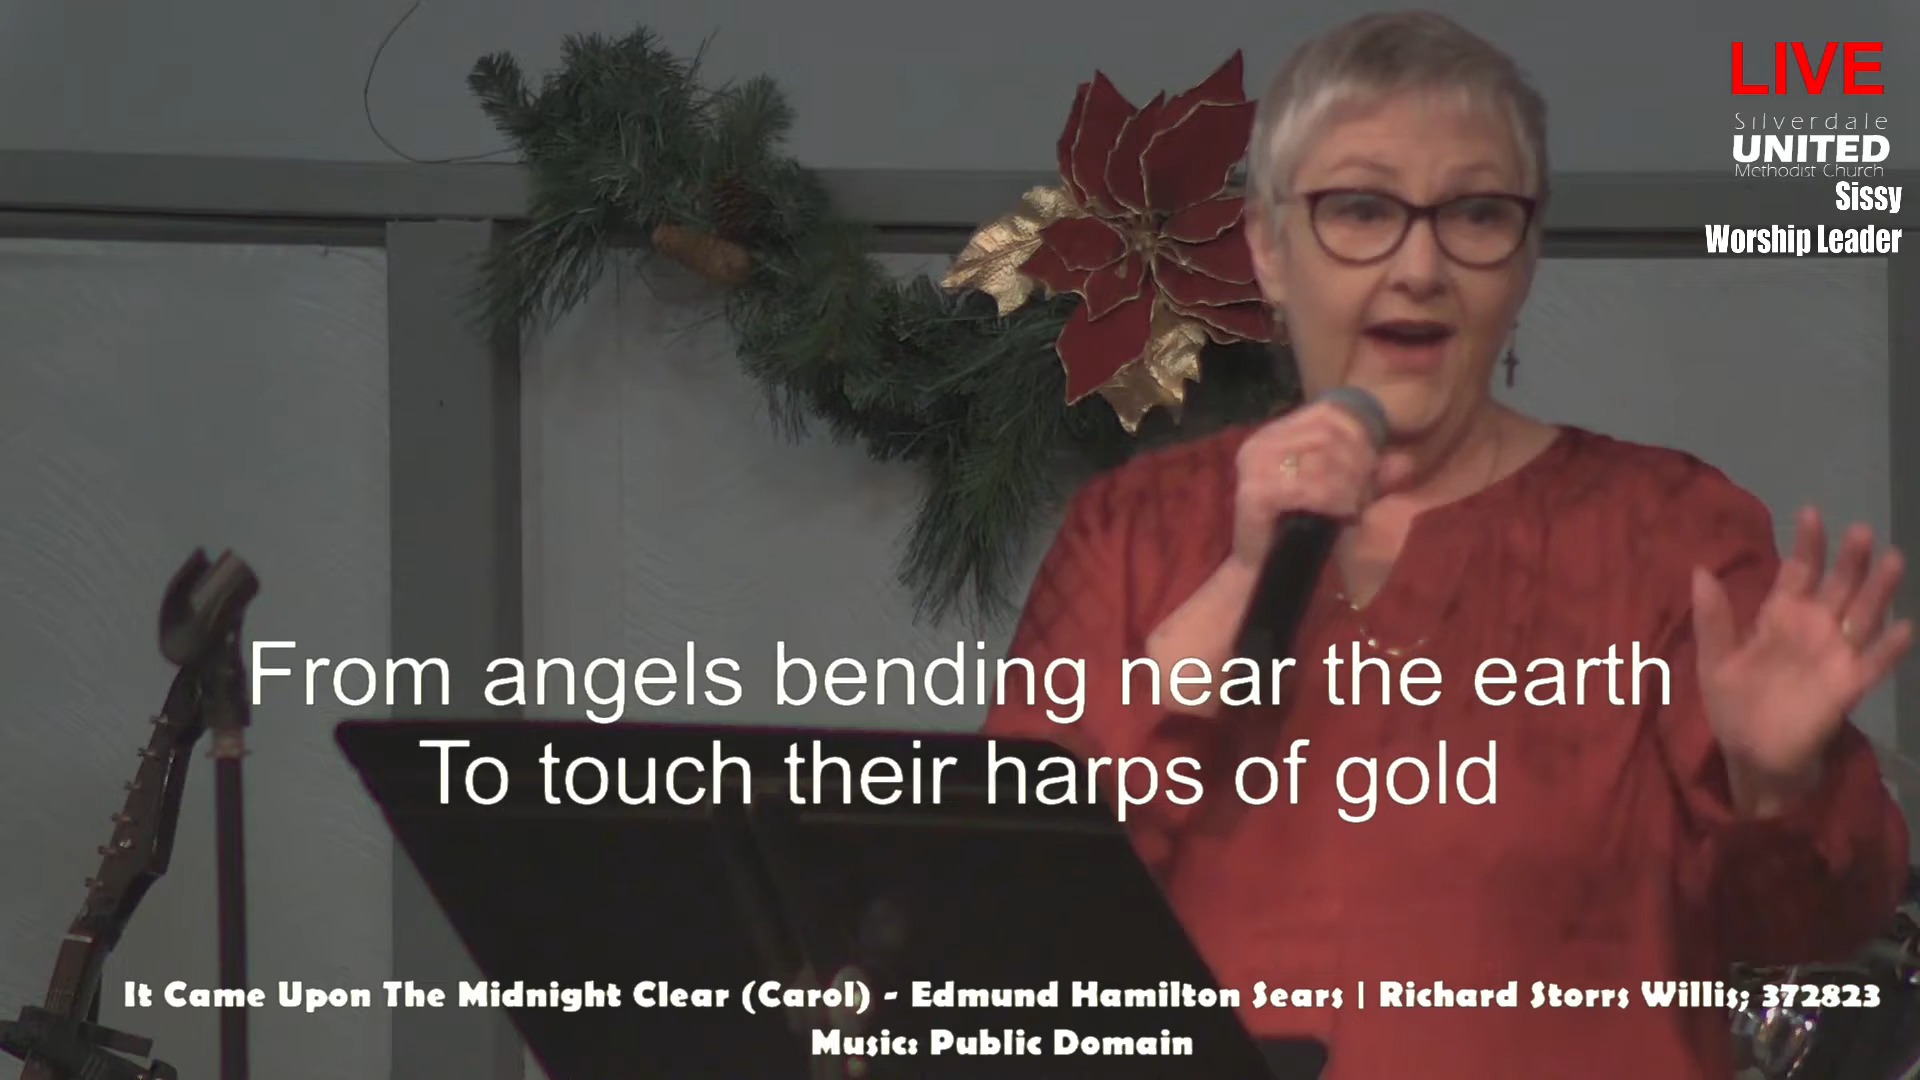 LIVE
Silverdale
UNITED
Methodist Church
Sissy
Worship Leader
From angels bending near the earth
To touch their harps of gold
It Came Upon The Midnight Clear (Carol) - Edmund Hamilton Sears | Richard Storrs Willis; 372823
Music: Public Domain